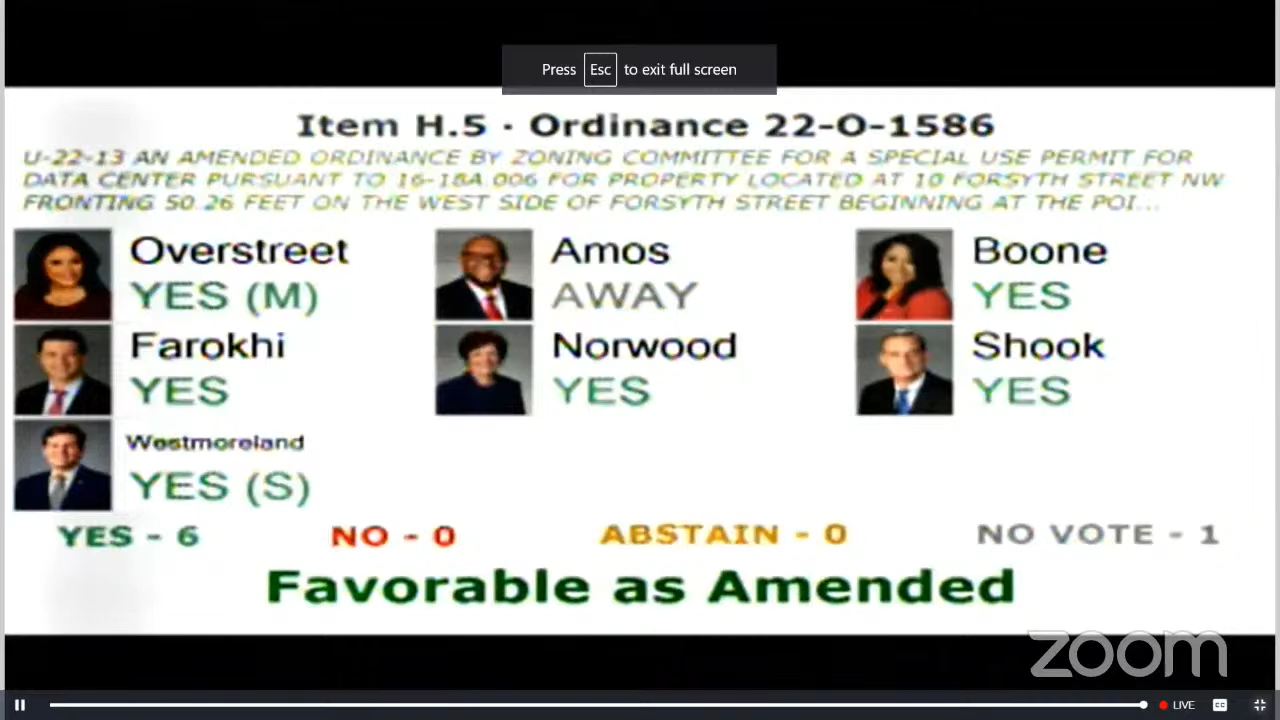 Press Esc to exit full screen
Item H.5 · Ordinance 22-O-1586
U-22-13 AN AMENDED ORDINANCE BY ZONING COMMITTEE FOR A SPECIAL USE PERMIT FOR
DATA CENTER PURSUANT TO 16-18A.006 FOR PROPERTY LOCATED AT 10 FORSYTH STREET NW
FRONTING 50.26 FEET ON THE WEST SIDE OF FORSYTH STREET BEGINNING AT THE POI...
Overstreet
YES (M)
Amos
AWAY
Boone
YES
Farokhi
YES
Norwood
YES
Shook
YES
Westmoreland
YES (S)
YES - 6 NO - 0 ABSTAIN - 0 NO VOTE - 1
Favorable as Amended
zoom
LIVE
CC